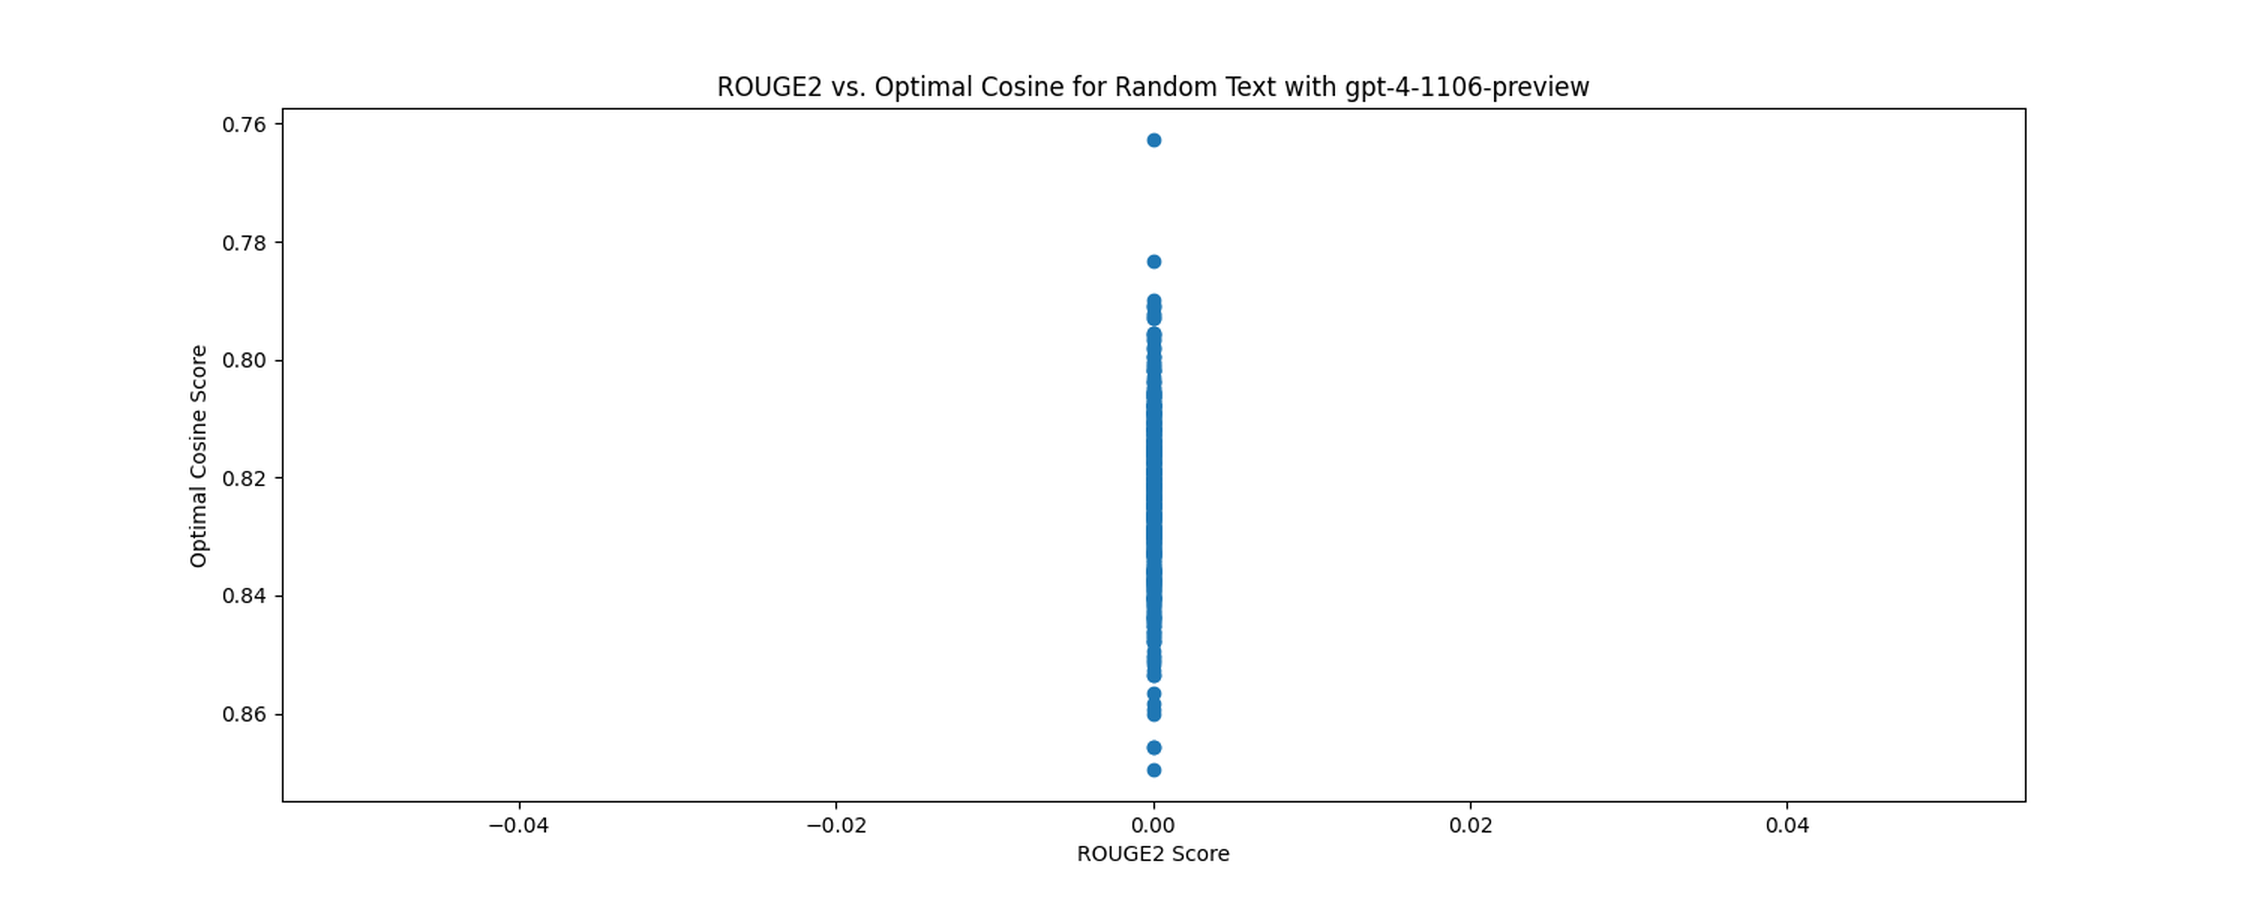 ROUGE2 vs. Optimal Cosine for Random Text with gpt-4-1106-preview
0.76
0.78
0.80
0.82
0.84
0.86
Optimal Cosine Score
−0.04 −0.02 0.00 0.02 0.04
ROUGE2 Score